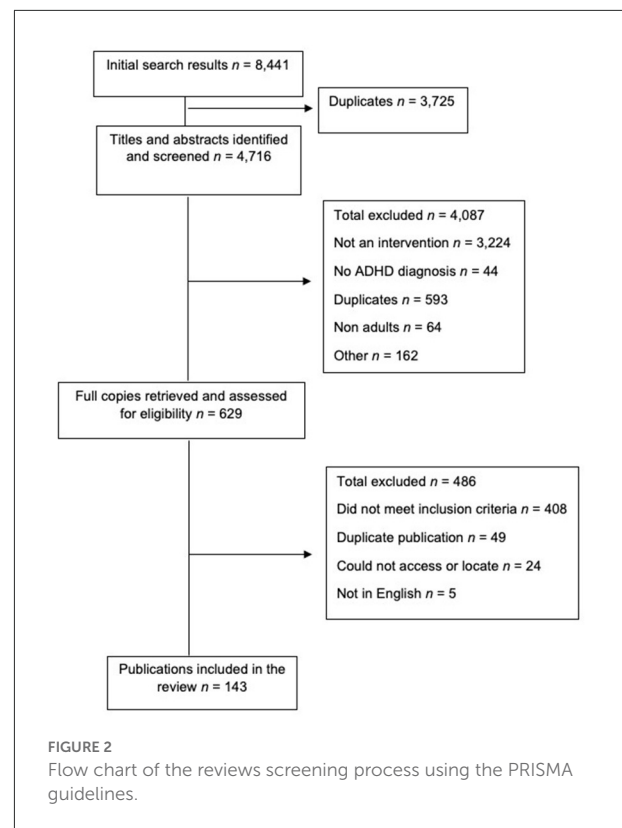 Initial search results n = 8,441
Duplicates n = 3,725
Titles and abstracts identified
and screened n = 4,716
Total excluded n = 4,087
Not an intervention n = 3,224
No ADHD diagnosis n = 44
Duplicates n = 593
Non adults n = 64
Other n = 162
Full copies retrieved and assessed
for eligibility n = 629
Total excluded n = 486
Did not meet inclusion criteria n = 408
Duplicate publication n = 49
Could not access or locate n = 24
Not in English n = 5
Publications included in the
review n = 143
FIGURE 2
Flow chart of the reviews screening process using the PRISMA
guidelines.